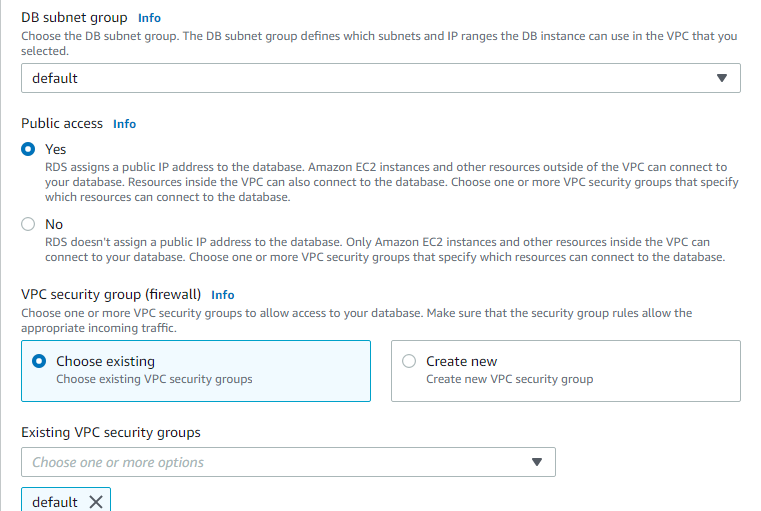 DB subnet group Info
Choose the DB subnet group. The DB subnet group defines which subnets and IP ranges the DB instance can use in the VPC that you
selected.
default
Public access Info
Yes
RDS assigns a public IP address to the database. Amazon EC2 instances and other resources outside of the VPC can connect to
your database. Resources inside the VPC can also connect to the database. Choose one or more VPC security groups that specify
which resources can connect to the database.
No
RDS doesn't assign a public IP address to the database. Only Amazon EC2 instances and other resources inside the VPC can
connect to your database. Choose one or more VPC security groups that specify which resources can connect to the database.
VPC security group (firewall) Info
Choose one or more VPC security groups to allow access to your database. Make sure that the security group rules allow the
appropriate incoming traffic.
Choose existing
Choose existing VPC security groups
Create new
Create new VPC security group
Existing VPC security groups
Choose one or more options
default